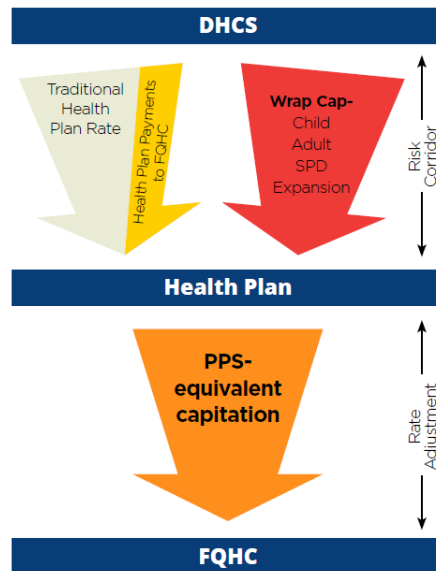 DHCS
Traditional
Health
Plan Rate
Health Plan Payments
to FQHC
Wrap Cap-
Child
Adult
SPD
Expansion
Risk
Corridor
Health Plan
PPS-
equivalent
capitation
Rate
Adjustment
FQHC